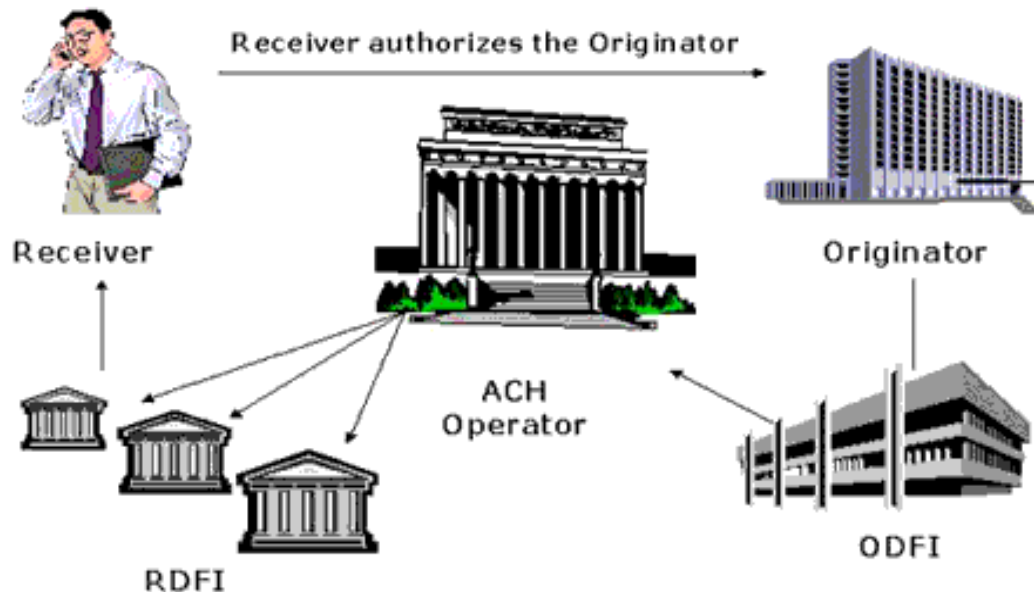 Receiver authorizes the Originator
Receiver
Originator
ACH
Operator
RDFI
ODFI